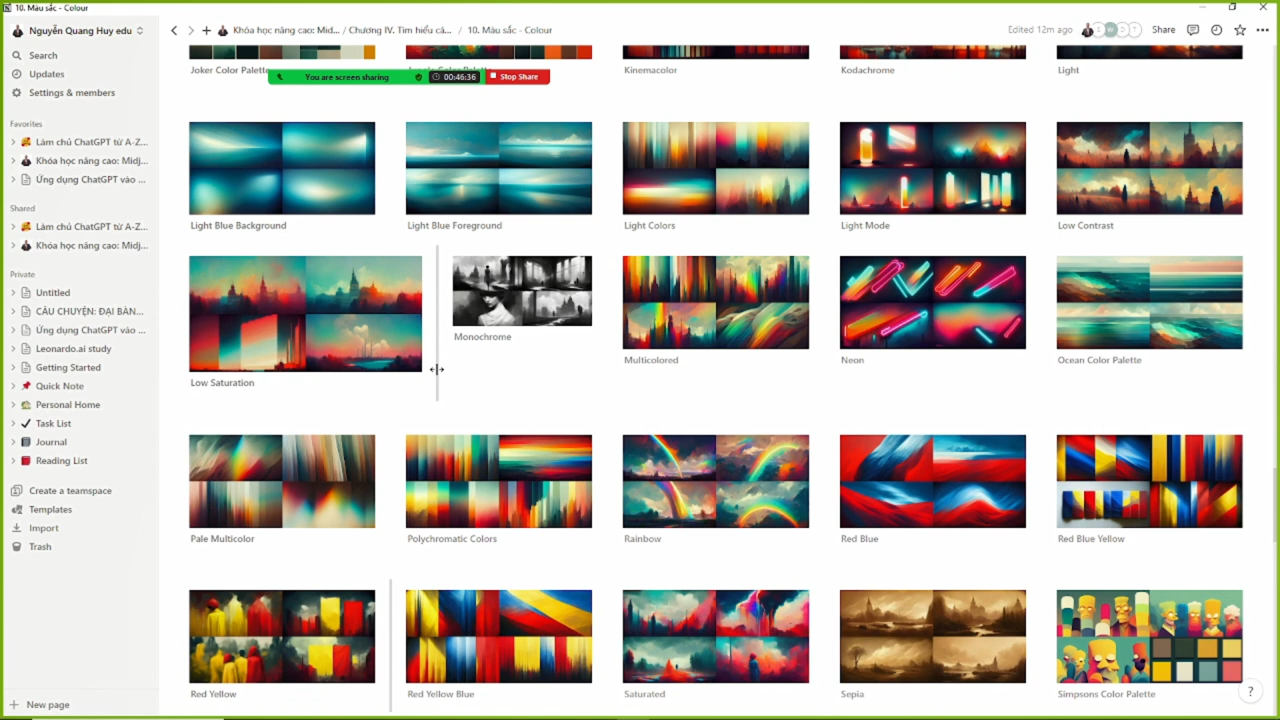 10. Màu sắc - Colour
Nguyễn Quang Huy edu
Khóa học nâng cao: Mid... / Chương IV. Tìm hiểu cá... / 10. Màu sắc - Colour
Edited 12m ago
Share
Search
Updates
Settings & members
Favorites
Làm chủ ChatGPT từ A-Z...
Khóa học nâng cao: Midj...
Ứng dụng ChatGPT vào ...
Shared
Làm chủ ChatGPT từ A-Z...
Khóa học nâng cao: Midj...
Private
Untitled
CÂU CHUYỆN: ĐẠI BÀN...
Ứng dụng ChatGPT vào ...
Leonardo.ai study
Getting Started
Quick Note
Personal Home
Task List
Journal
Reading List
Create a teamspace
Templates
Import
Trash
New page
You are screen sharing
00:46:36
Stop Share
Joker Color Palette
Kinemacolor
Kodachrome
Light
Light Blue Background
Light Blue Foreground
Light Colors
Light Mode
Low Contrast
Low Saturation
Monochrome
Multicolored
Neon
Ocean Color Palette
Pale Multicolor
Polychromatic Colors
Rainbow
Red Blue
Red Blue Yellow
Red Yellow
Red Yellow Blue
Saturated
Sepia
Simpsons Color Palette
?